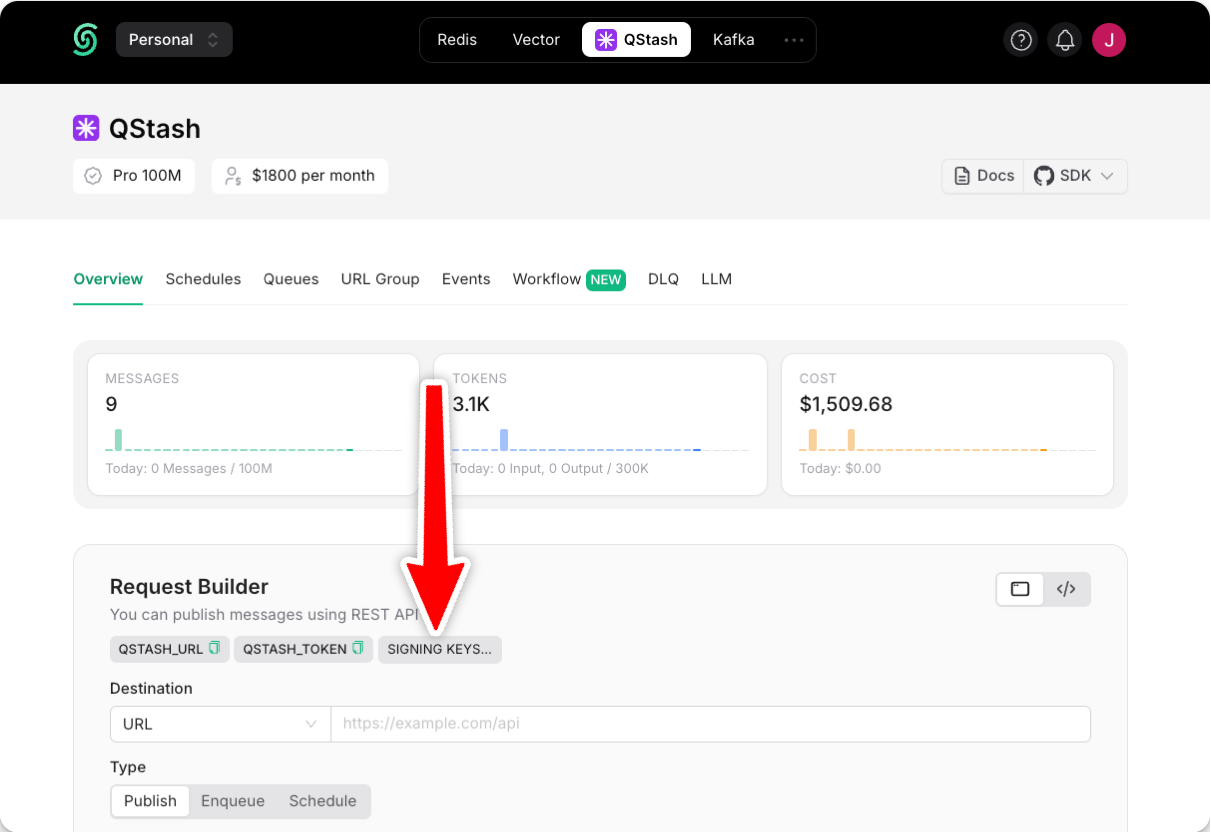 Personal Redis Vector QStash Kafka ··· ? J
QStash
Pro 100M $1800 per month Docs SDK
Overview Schedules Queues URL Group Events Workflow NEW DLQ LLM
MESSAGES
9
Today: 0 Messages / 100M
TOKENS
3.1K
Today: 0 Input, 0 Output / 300K
COST
$1,509.68
Today: $0.00
Request Builder </>
You can publish messages using REST API
QSTASH_URL QSTASH_TOKEN SIGNING KEYS...
Destination
URL https://example.com/api
Type
Publish Enqueue Schedule